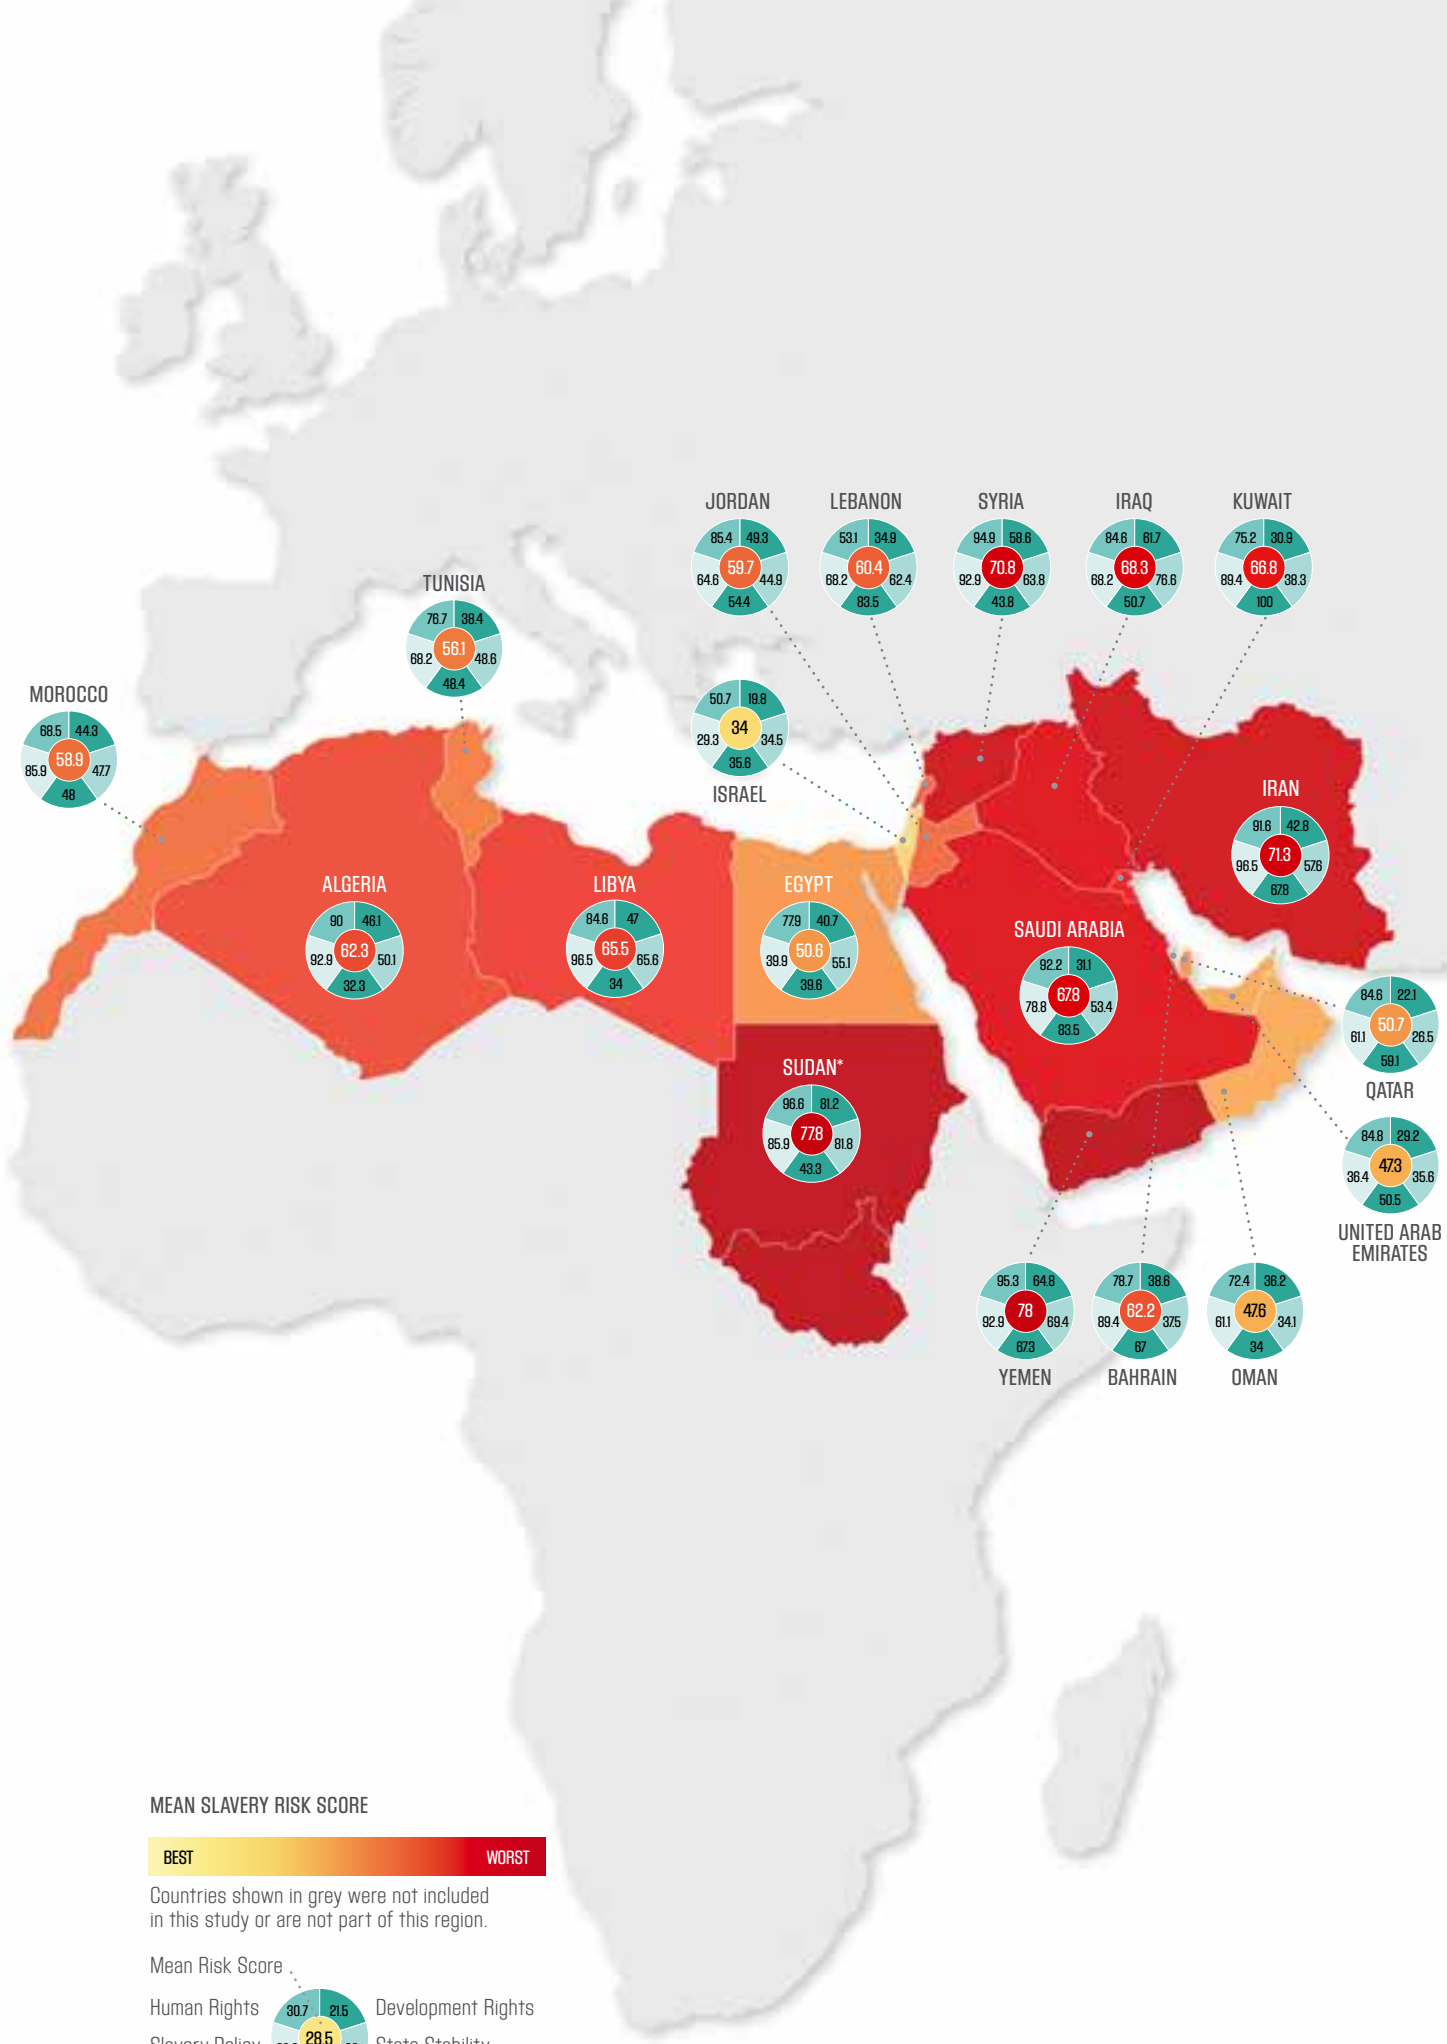 JORDAN
85.4 49.3
59.7
64.6 44.9
54.4
LEBANON
53.1 34.9
60.4
68.2 62.4
83.5
SYRIA
94.9 58.6
70.8
92.9 63.8
43.8
IRAQ
84.6 61.7
68.3
68.2 76.6
50.7
KUWAIT
75.2 30.9
66.8
89.4 38.3
100
TUNISIA
76.7 38.4
56.1
68.2 48.6
48.4
MOROCCO
68.5 44.3
58.9
85.9 47.7
48
50.7 19.8
34
29.3 34.5
35.6
ISRAEL
IRAN
91.6 42.8
71.3
96.5 57.6
67.8
ALGERIA
90 46.1
62.3
92.9 50.1
32.3
LIBYA
84.6 47
65.5
96.5 65.6
34
EGYPT
77.9 40.7
50.6
39.9 55.1
39.6
SAUDI ARABIA
92.2 31.1
67.8
78.8 53.4
83.5
84.6 22.1
50.7
61.1 26.5
59.1
QATAR
SUDAN*
96.6 81.2
77.8
85.9 81.8
43.3
84.8 29.2
47.3
36.4 35.6
50.5
UNITED ARAB
EMIRATES
95.3 64.8
78
92.9 69.4
67.3
YEMEN
78.7 38.6
62.2
89.4 37.5
67
BAHRAIN
72.4 36.2
47.6
61.1 34.1
34
OMAN
MEAN SLAVERY RISK SCORE
BEST WORST
Countries shown in grey were not included
in this study or are not part of this region.
Mean Risk Score
Human Rights 30.7 21.5 Development Rights
Slavery Policy 28.5 State Stability